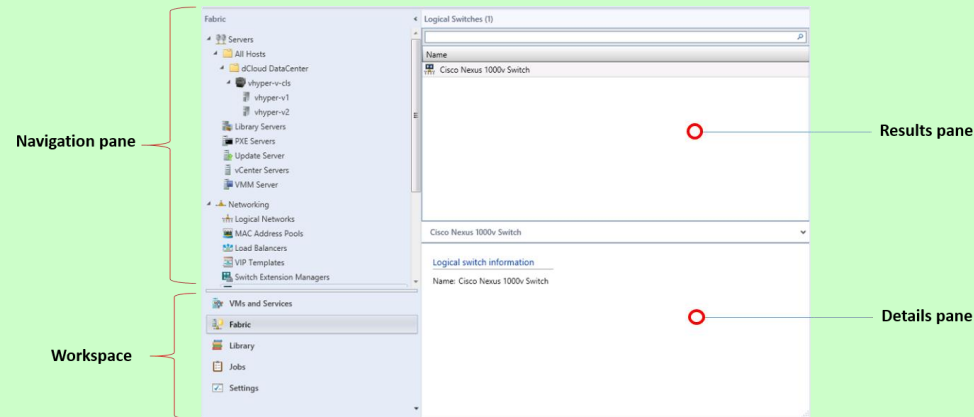 Fabric
Servers
All Hosts
dCloud DataCenter
vhyper-v-cls
vhyper-v1
vhyper-v2
Library Servers
PXE Servers
Update Server
vCenter Servers
VMM Server
Networking
Logical Networks
MAC Address Pools
Load Balancers
VIP Templates
Switch Extension Managers
VMs and Services
Fabric
Library
Jobs
Settings
Logical Switches (1)
Name
Cisco Nexus 1000v Switch
Cisco Nexus 1000v Switch
Logical switch information
Name: Cisco Nexus 1000v Switch
Navigation pane
Workspace
Results pane
Details pane